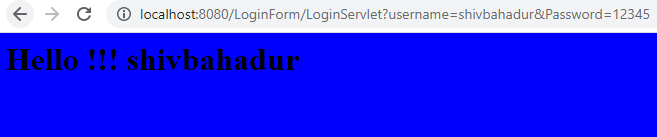 localhost:8080/LoginForm/LoginServlet?username=shivbahadur&Password=12345
Hello !!! shivbahadur